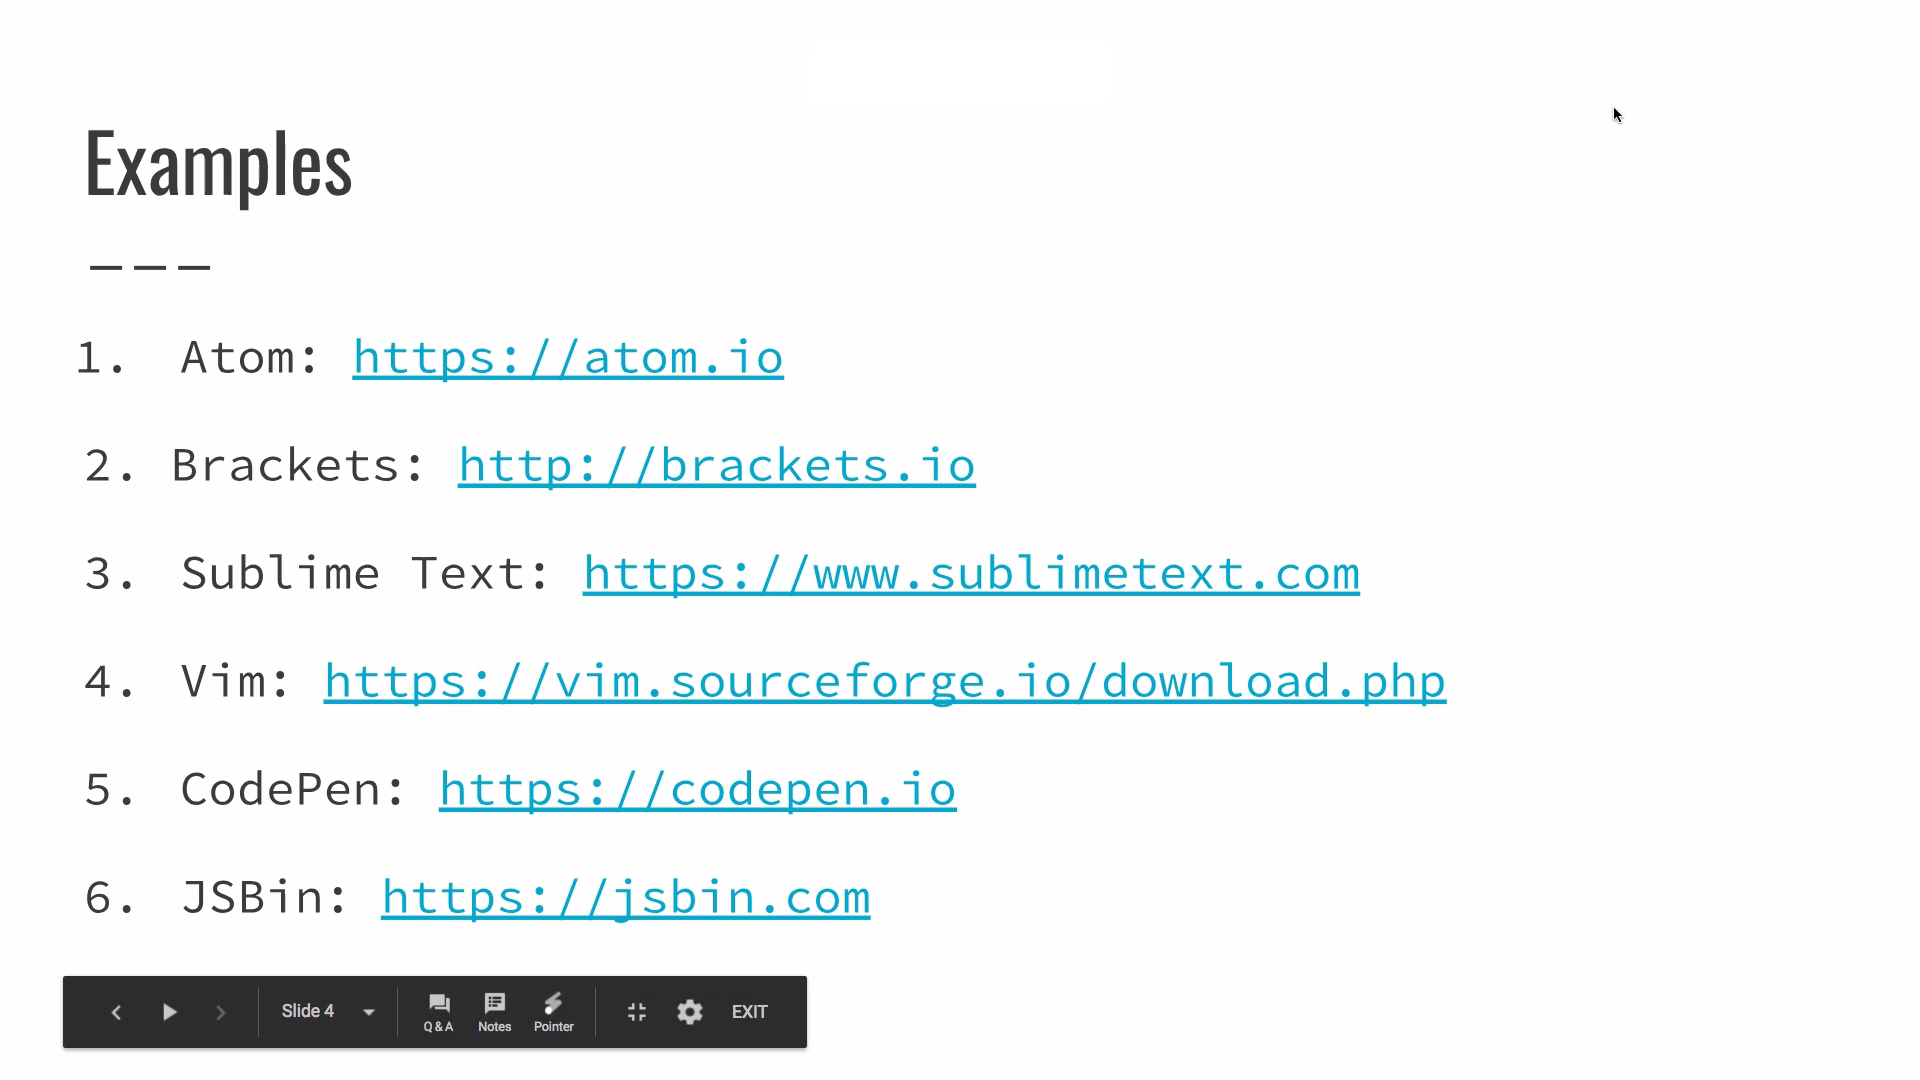 Examples
———
1. Atom: https://atom.io
2. Brackets: http://brackets.io
3. Sublime Text: https://www.sublimetext.com
4. Vim: https://vim.sourceforge.io/download.php
5. CodePen: https://codepen.io
6. JSBin: https://jsbin.com
Slide 4 Q & A Notes Pointer EXIT